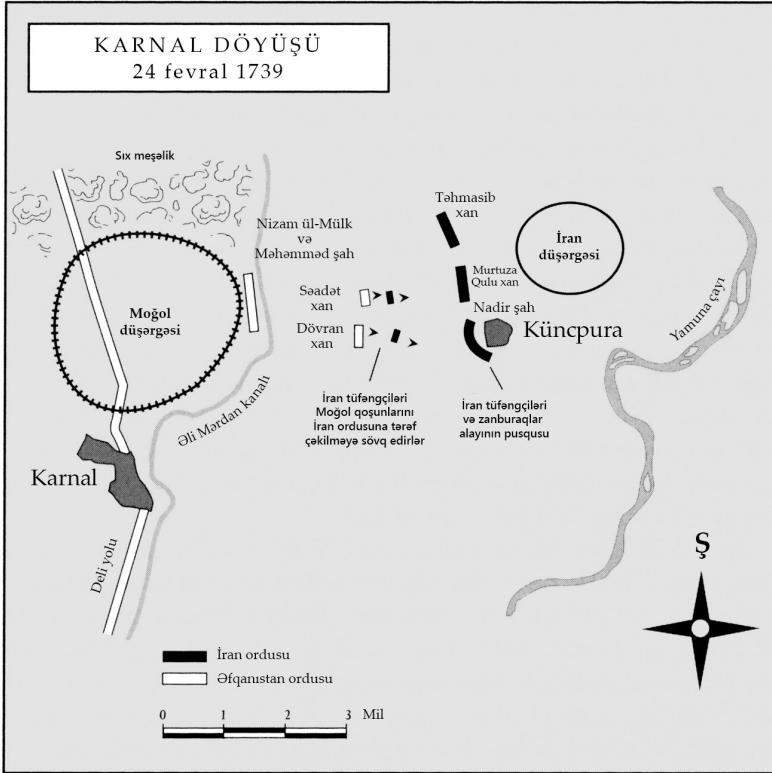 KARNAL DÖYÜŞÜ
24 fevral 1739
Sıx meşəlik
Nizam ül-Mülk
və
Məhəmməd şah
Təhmasib
xan
İran
düşərgəsi
Moğol
düşərgəsi
Səadət
xan
Dövran
xan
Murtuza
Qulu xan
Nadir şah
Küncpura
Yamuna çayı
Əli Mərdan kanalı
İran tüfəngçiləri
Moğol qoşunlarını
İran ordusuna tərəf
çəkilməyə sövq edirlər
İran tüfəngçiləri
və zanburaqlar
alayının pusqusu
Karnal
Deli yolu
Ş
İran ordusu
Əfqanıstan ordusu
0 1 2 3 Mil